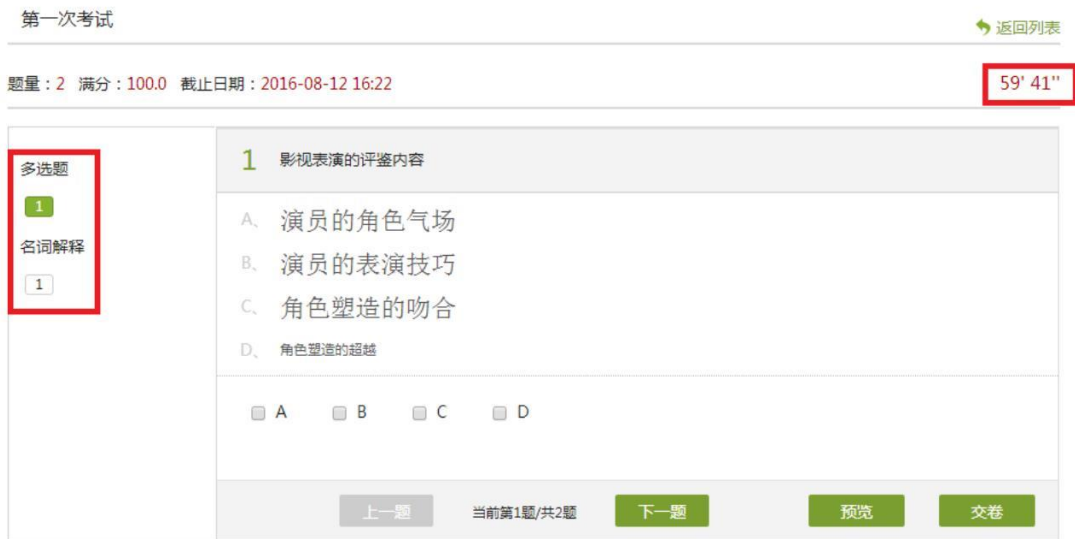 第一次考试
返回列表
题量：2 满分：100.0 截止日期：2016-08-12 16:22
59' 41''
多选题
1
名词解释
1
1 影视表演的评鉴内容
A、 演员的角色气场
B、 演员的表演技巧
C、 角色塑造的吻合
D、 角色塑造的超越
A B C D
上一题 当前第1题/共2题 下一题 预览 交卷